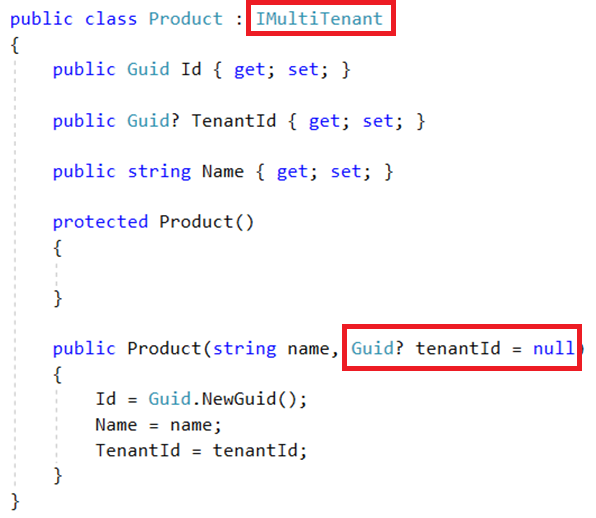 public class Product : IMultiTenant
{
    public Guid Id { get; set; }
    public Guid? TenantId { get; set; }
    public string Name { get; set; }
    protected Product()
    {
    }
    public Product(string name, Guid? tenantId = null)
    {
        Id = Guid.NewGuid();
        Name = name;
        TenantId = tenantId;
    }
}